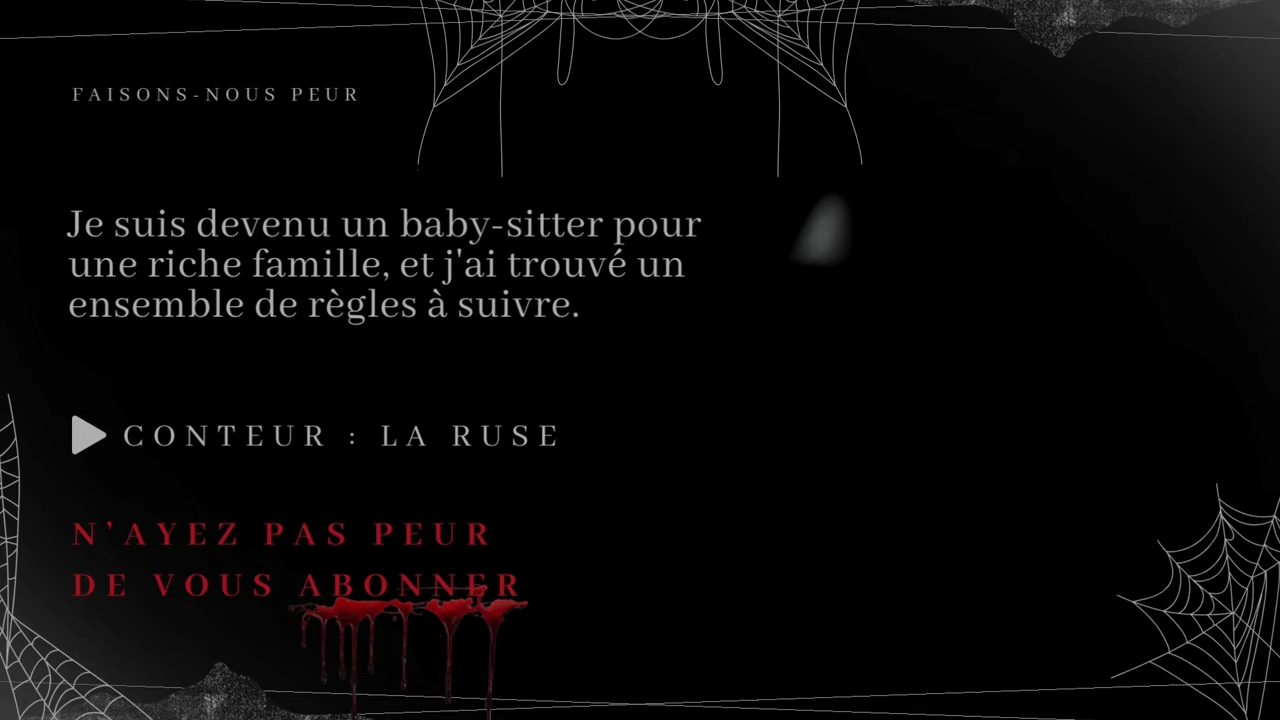 FAISONS-NOUS PEUR
Je suis devenu un baby-sitter pour
une riche famille, et j'ai trouvé un
ensemble de règles à suivre.
CONTEUR : LA RUSE
N'AYEZ PAS PEUR
DE VOUS ABONNER